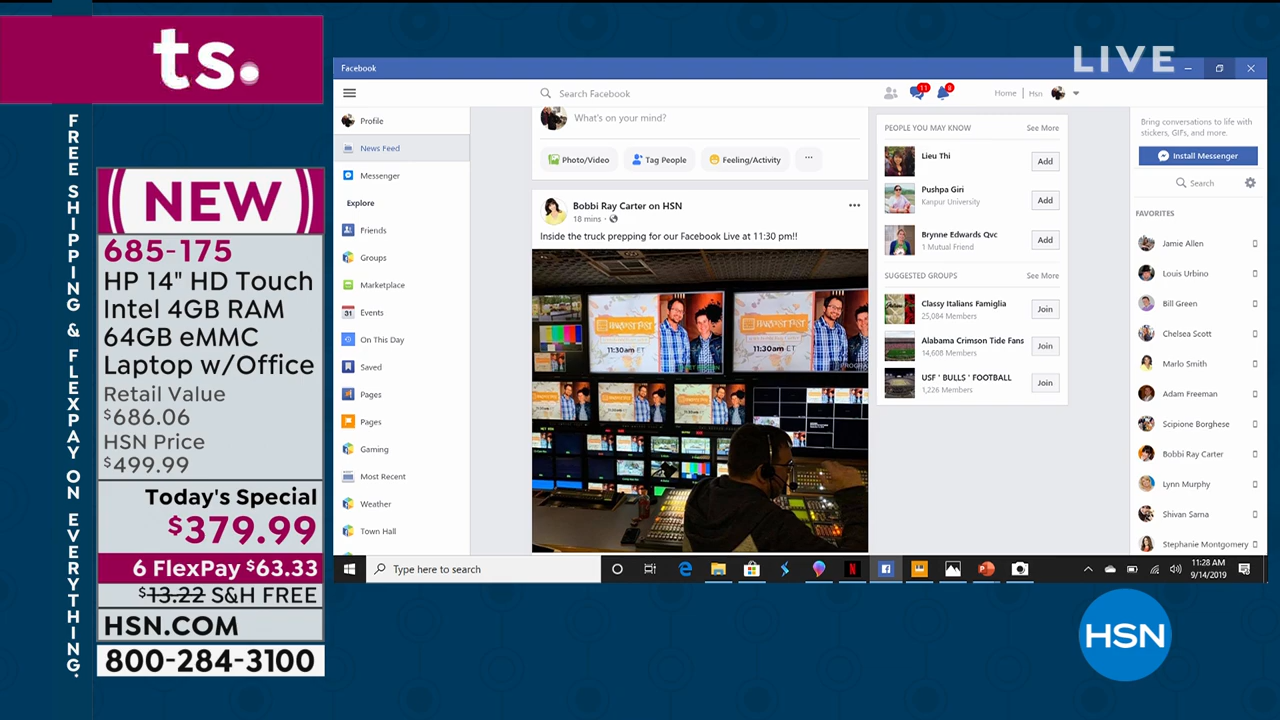 ts.
FREE SHIPPING & FLEXPAY ON EVERYTHING.
NEW
685-175
HP 14" HD Touch
Intel 4GB RAM
64GB eMMC
Laptop w/Office
Retail Value
$686.06
HSN Price
$499.99
Today's Special
$379.99
6 FlexPay $63.33
$13.22 S&H FREE
HSN.COM
800-284-3100
LIVE
Facebook
Search Facebook
11
8
Home | Hsn
Profile
News Feed
Messenger
Explore
Friends
Groups
Marketplace
31 Events
On This Day
Saved
Pages
Pages
Gaming
Most Recent
Weather
Town Hall
What's on your mind?
Photo/Video
Tag People
Feeling/Activity
...
Bobbi Ray Carter on HSN
18 mins
Inside the truck prepping for our Facebook Live at 11:30 pm!!
HARVEST FEST
11:30am ET
HARVEST FEST
11:30am ET
PEOPLE YOU MAY KNOW
See More
Lieu Thi
Add
Pushpa Giri
Kanpur University
Add
Brynne Edwards Qvc
1 Mutual Friend
Add
SUGGESTED GROUPS
See More
Classy Italians Famiglia
25,084 Members
Join
Alabama Crimson Tide Fans
14,608 Members
Join
USF ' BULLS ' FOOTBALL
1,226 Members
Join
Bring conversations to life with
stickers, GIFs, and more.
Install Messenger
Search
FAVORITES
Jamie Allen
Louis Urbino
Bill Green
Chelsea Scott
Marlo Smith
Adam Freeman
Scipione Borghese
Bobbi Ray Carter
Lynn Murphy
Shivan Sarna
Stephanie Montgomery
Type here to search
11:28 AM
9/14/2019
HSN